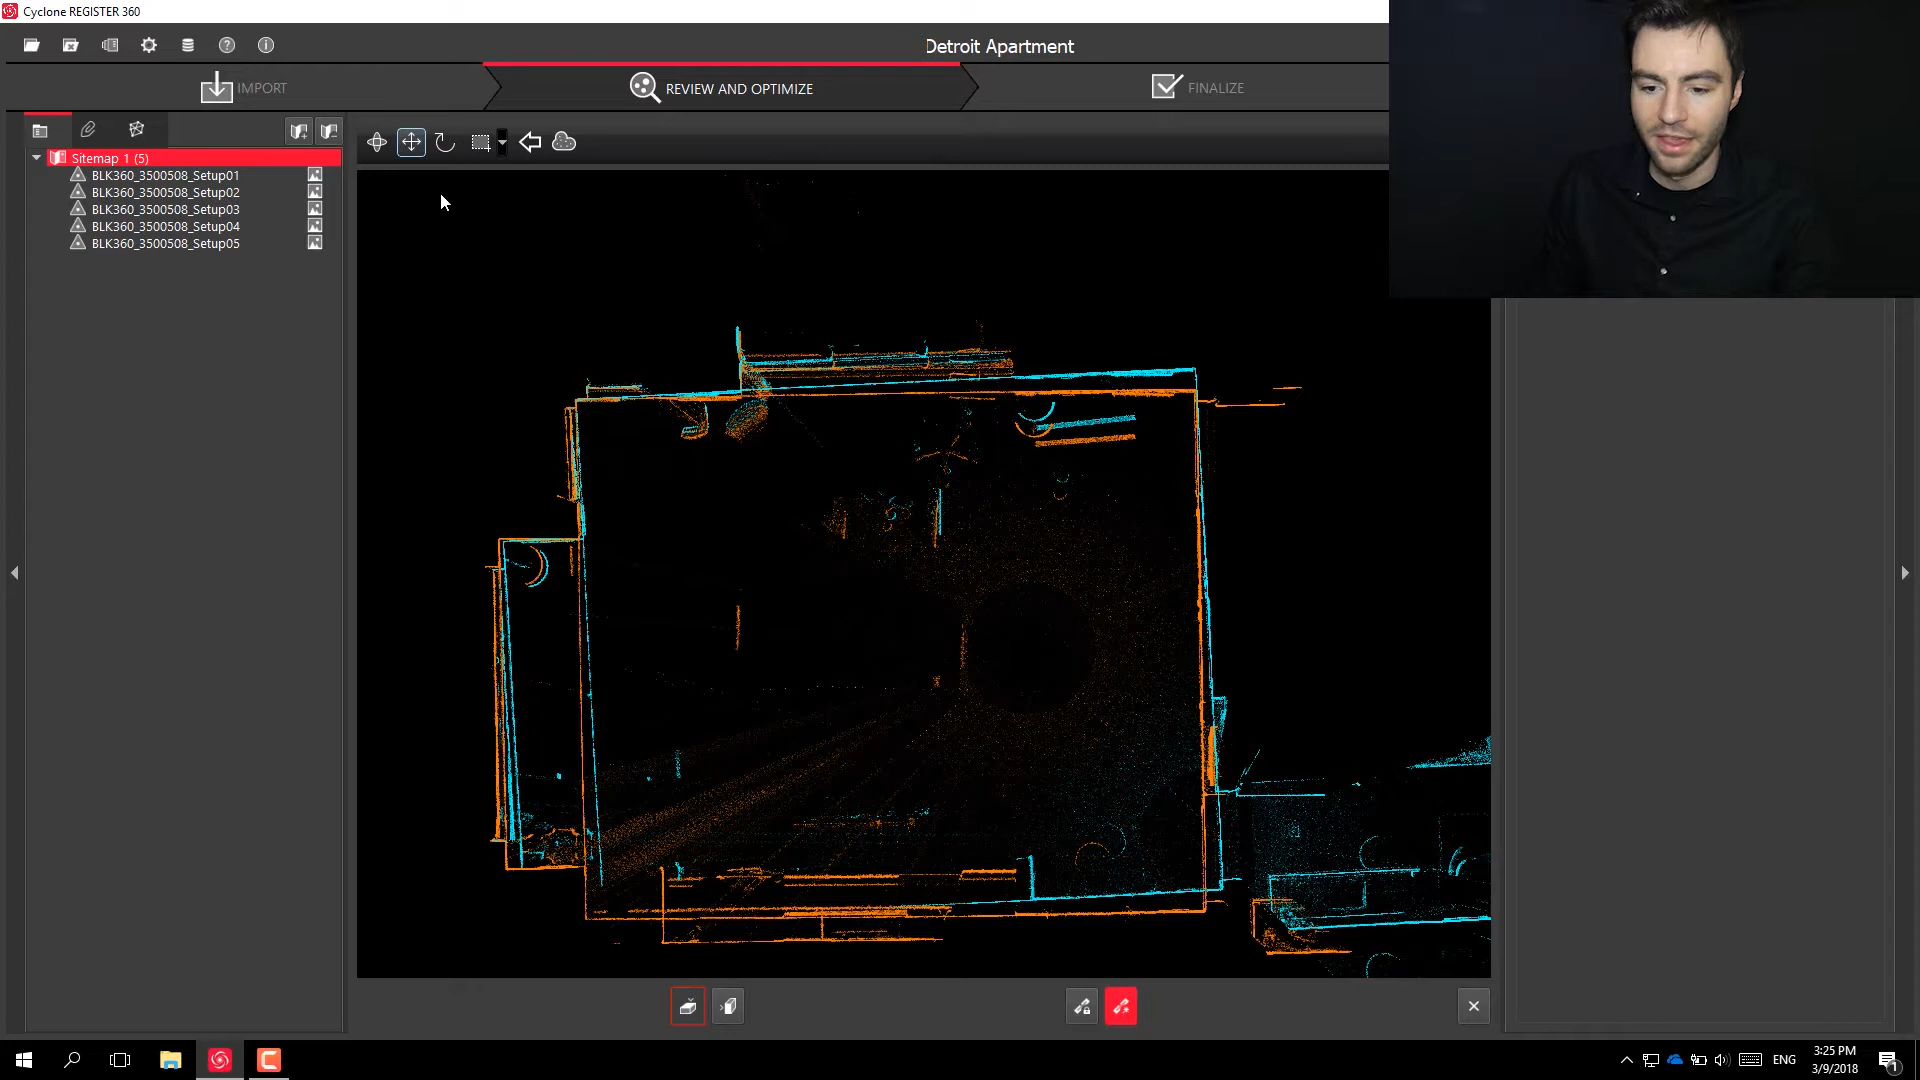 Cyclone REGISTER 360
Detroit Apartment
IMPORT
REVIEW AND OPTIMIZE
FINALIZE
Sitemap 1 (5)
BLK360_3500508_Setup01
BLK360_3500508_Setup02
BLK360_3500508_Setup03
BLK360_3500508_Setup04
BLK360_3500508_Setup05
ENG
3:25 PM
3/9/2018
1